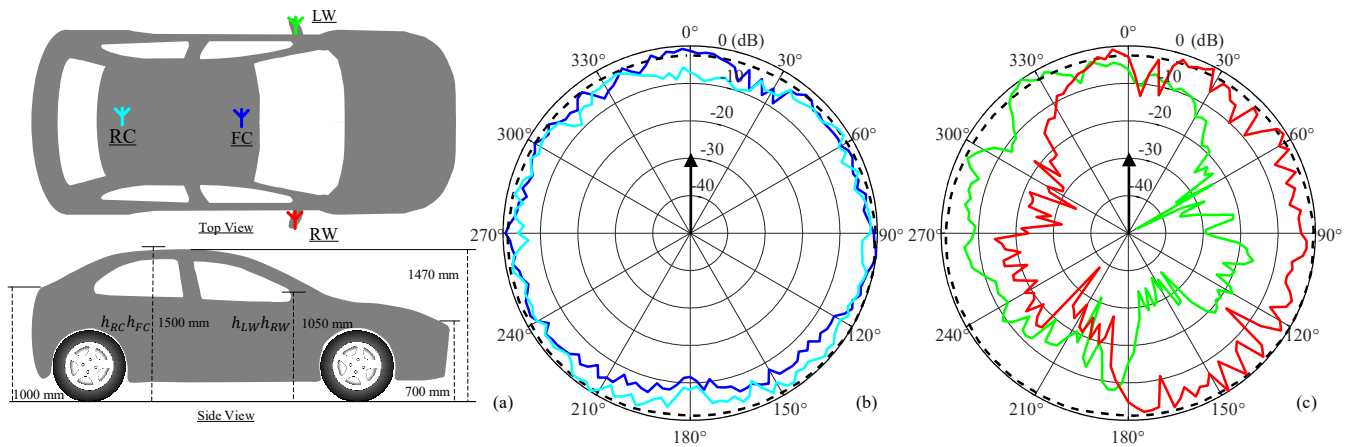 LW
RC
FC
RW
Top View
1470 mm
h_RC h_FC
1500 mm
h_LW h_RW
1050 mm
1000 mm
700 mm
Side View
(a)
0°
0 (dB)
330°
30°
-10
300°
60°
-20
-30
-40
270°
90°
240°
120°
210°
150°
180°
(b)
0°
0 (dB)
330°
30°
-10
300°
60°
-20
-30
-40
270°
90°
240°
120°
210°
150°
180°
(c)